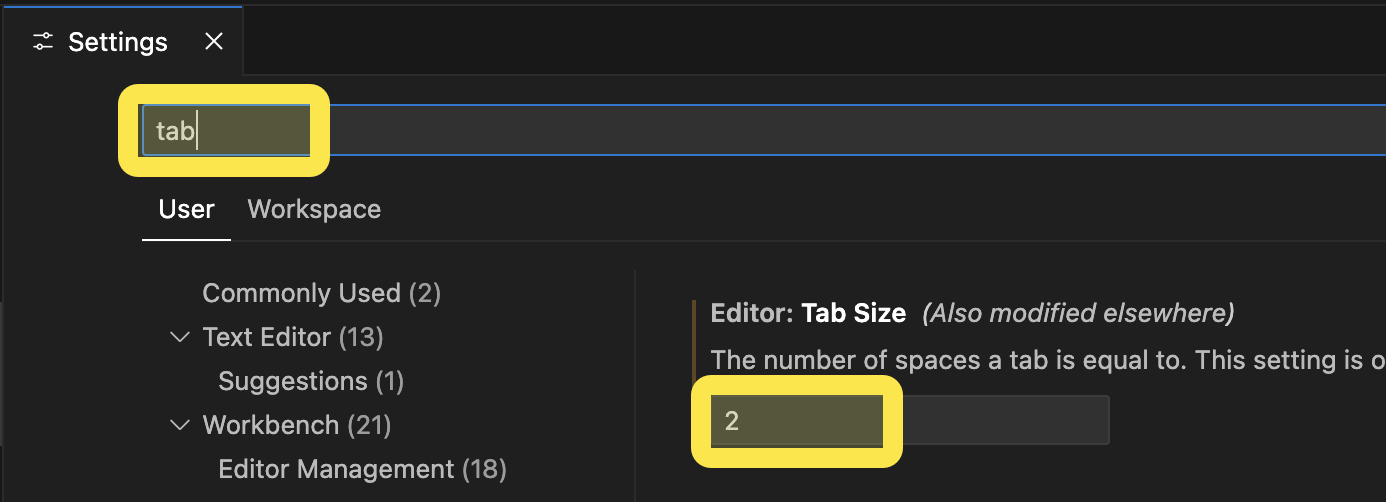 Settings
tab
User Workspace
Commonly Used (2)
Text Editor (13)
Suggestions (1)
Workbench (21)
Editor Management (18)
Editor: Tab Size (Also modified elsewhere)
The number of spaces a tab is equal to. This setting is
2